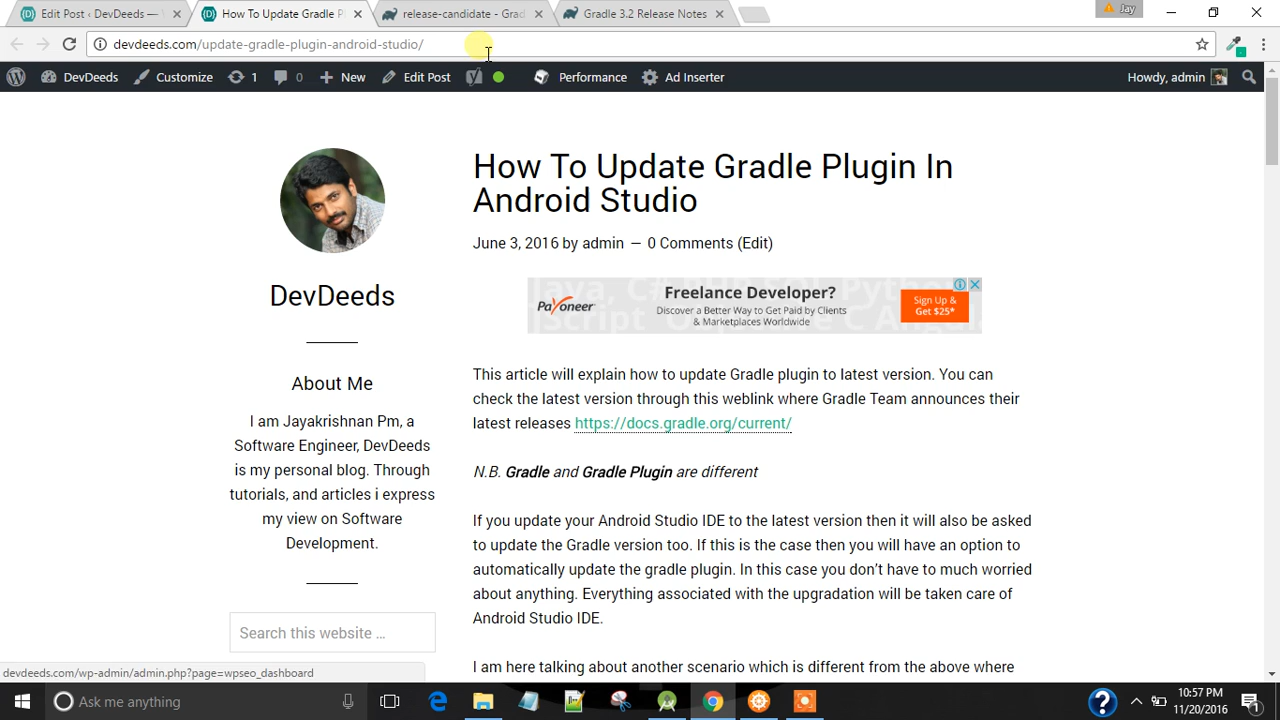 Edit Post ‹ DevDeeds — W
How To Update Gradle Pl
release-candidate - Grad
Gradle 3.2 Release Notes
Jay
devdeeds.com/update-gradle-plugin-android-studio/
DevDeeds
Customize
1
0
New
Edit Post
Performance
Ad Inserter
Howdy, admin
How To Update Gradle Plugin In
Android Studio
June 3, 2016 by admin — 0 Comments (Edit)
Payoneer
Freelance Developer?
Discover a Better Way to Get Paid by Clients
& Marketplaces Worldwide
Sign Up &
Get $25*
DevDeeds
About Me
I am Jayakrishnan Pm, a
Software Engineer, DevDeeds
is my personal blog. Through
tutorials, and articles i express
my view on Software
Development.
Search this website …
This article will explain how to update Gradle plugin to latest version. You can
check the latest version through this weblink where Gradle Team announces their
latest releases https://docs.gradle.org/current/
N.B. Gradle and Gradle Plugin are different
If you update your Android Studio IDE to the latest version then it will also be asked
to update the Gradle version too. If this is the case then you will have an option to
automatically update the gradle plugin. In this case you don’t have to much worried
about anything. Everything associated with the upgradation will be taken care of
Android Studio IDE.
I am here talking about another scenario which is different from the above where
devdeeds.com/wp-admin/admin.php?page=wpseo_dashboard
Ask me anything
10:57 PM
11/20/2016
1